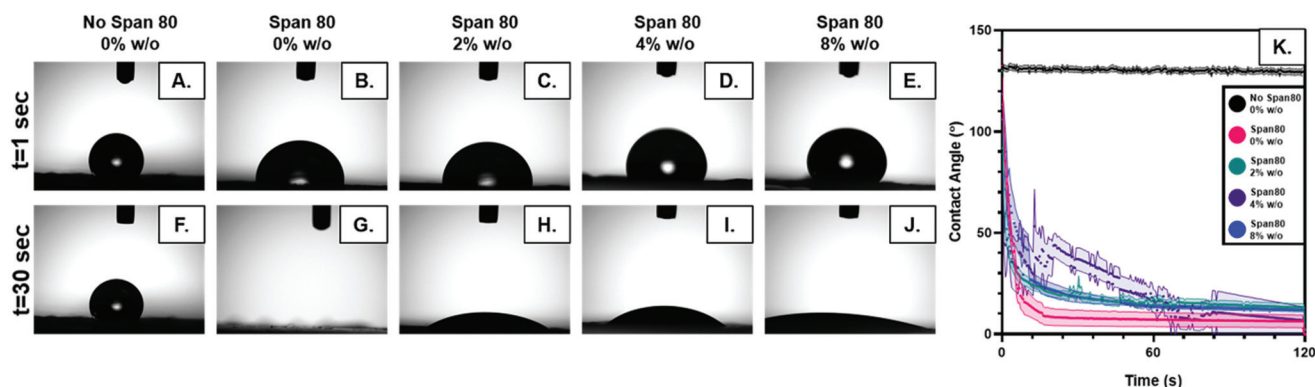 No Span 80
0% w/o
Span 80
0% w/o
Span 80
2% w/o
Span 80
4% w/o
Span 80
8% w/o
t=1 sec
A.
B.
C.
D.
E.
t=30 sec
F.
G.
H.
I.
J.
K.
Contact Angle (°)
150
100
50
0
0
60
120
Time (s)
No Span80
0% w/o
Span80
0% w/o
Span80
2% w/o
Span80
4% w/o
Span80
8% w/o